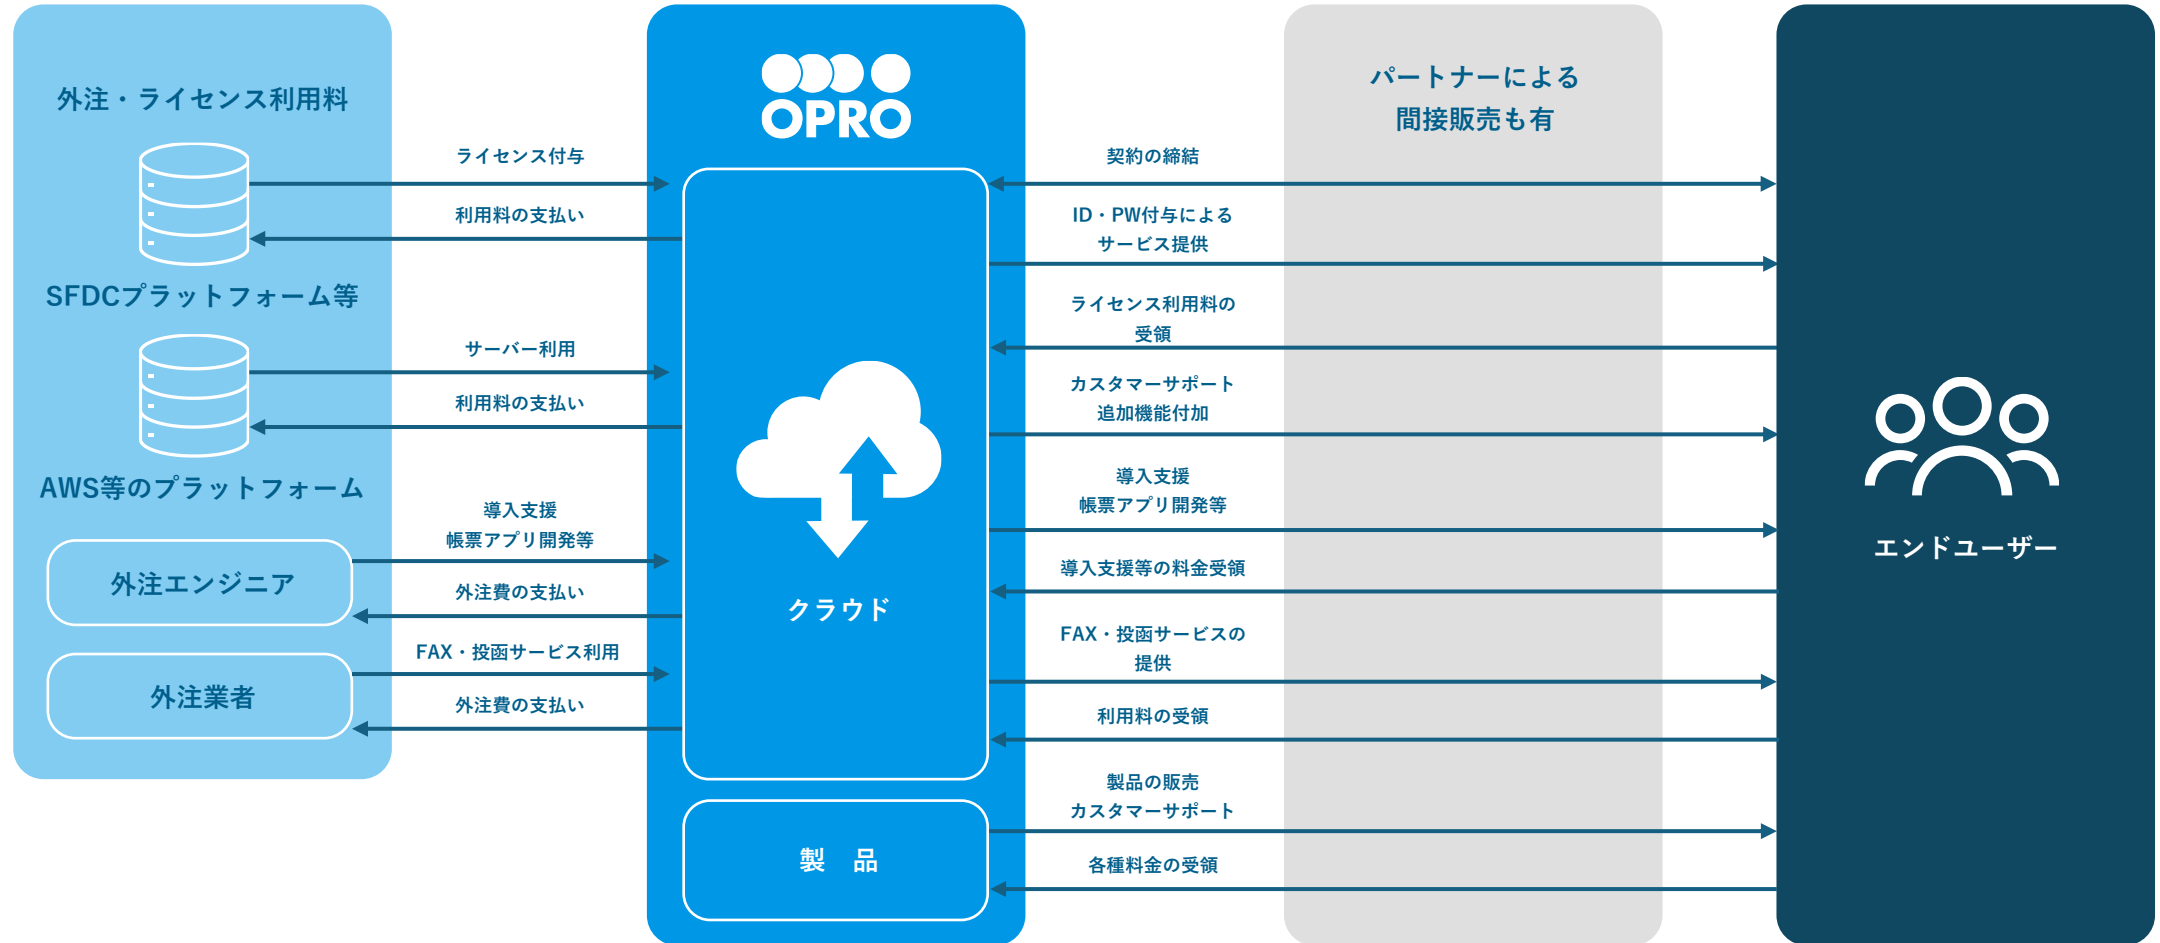 外注・ライセンス利用料
SFDCプラットフォーム等
AWS等のプラットフォーム
外注エンジニア
外注業者
ライセンス付与
利用料の支払い
サーバー利用
利用料の支払い
導入支援
帳票アプリ開発等
外注費の支払い
FAX・投函サービス利用
外注費の支払い
OPRO
クラウド
製　品
契約の締結
ID・PW付与による
サービス提供
ライセンス利用料の
受領
カスタマーサポート
追加機能付加
導入支援
帳票アプリ開発等
導入支援等の料金受領
FAX・投函サービスの
提供
利用料の受領
製品の販売
カスタマーサポート
各種料金の受領
パートナーによる
間接販売も有
エンドユーザー